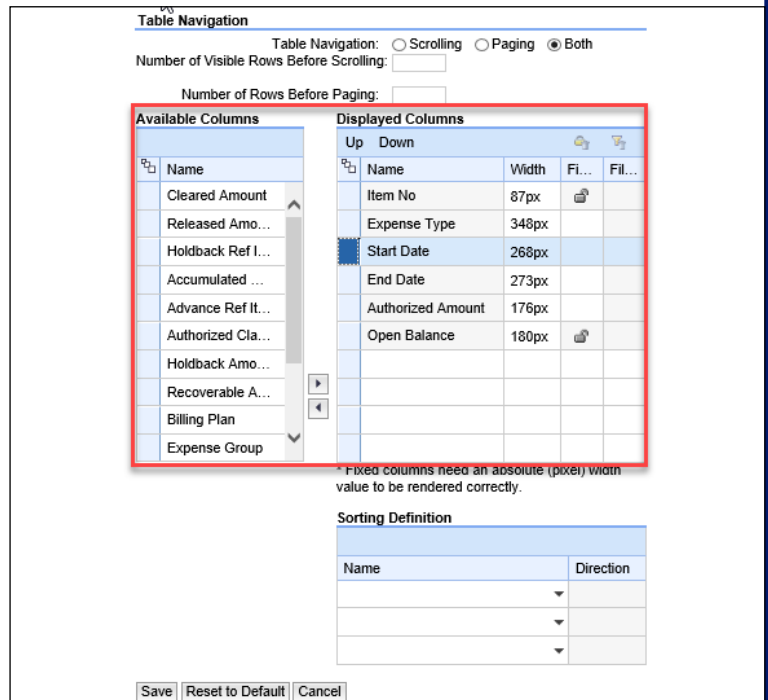 Table Navigation
Table Navigation: Scrolling Paging Both
Number of Visible Rows Before Scrolling:
Number of Rows Before Paging:
Available Columns
Name
Cleared Amount
Released Amo...
Holdback Ref I...
Accumulated ...
Advance Ref It...
Authorized Cla...
Holdback Amo...
Recoverable A...
Billing Plan
Expense Group
Displayed Columns
Up Down
Name Width Fi... Fil...
Item No 87px
Expense Type 348px
Start Date 268px
End Date 273px
Authorized Amount 176px
Open Balance 180px
* Fixed columns need an absolute (pixel) width
value to be rendered correctly.
Sorting Definition
Name Direction
Save Reset to Default Cancel